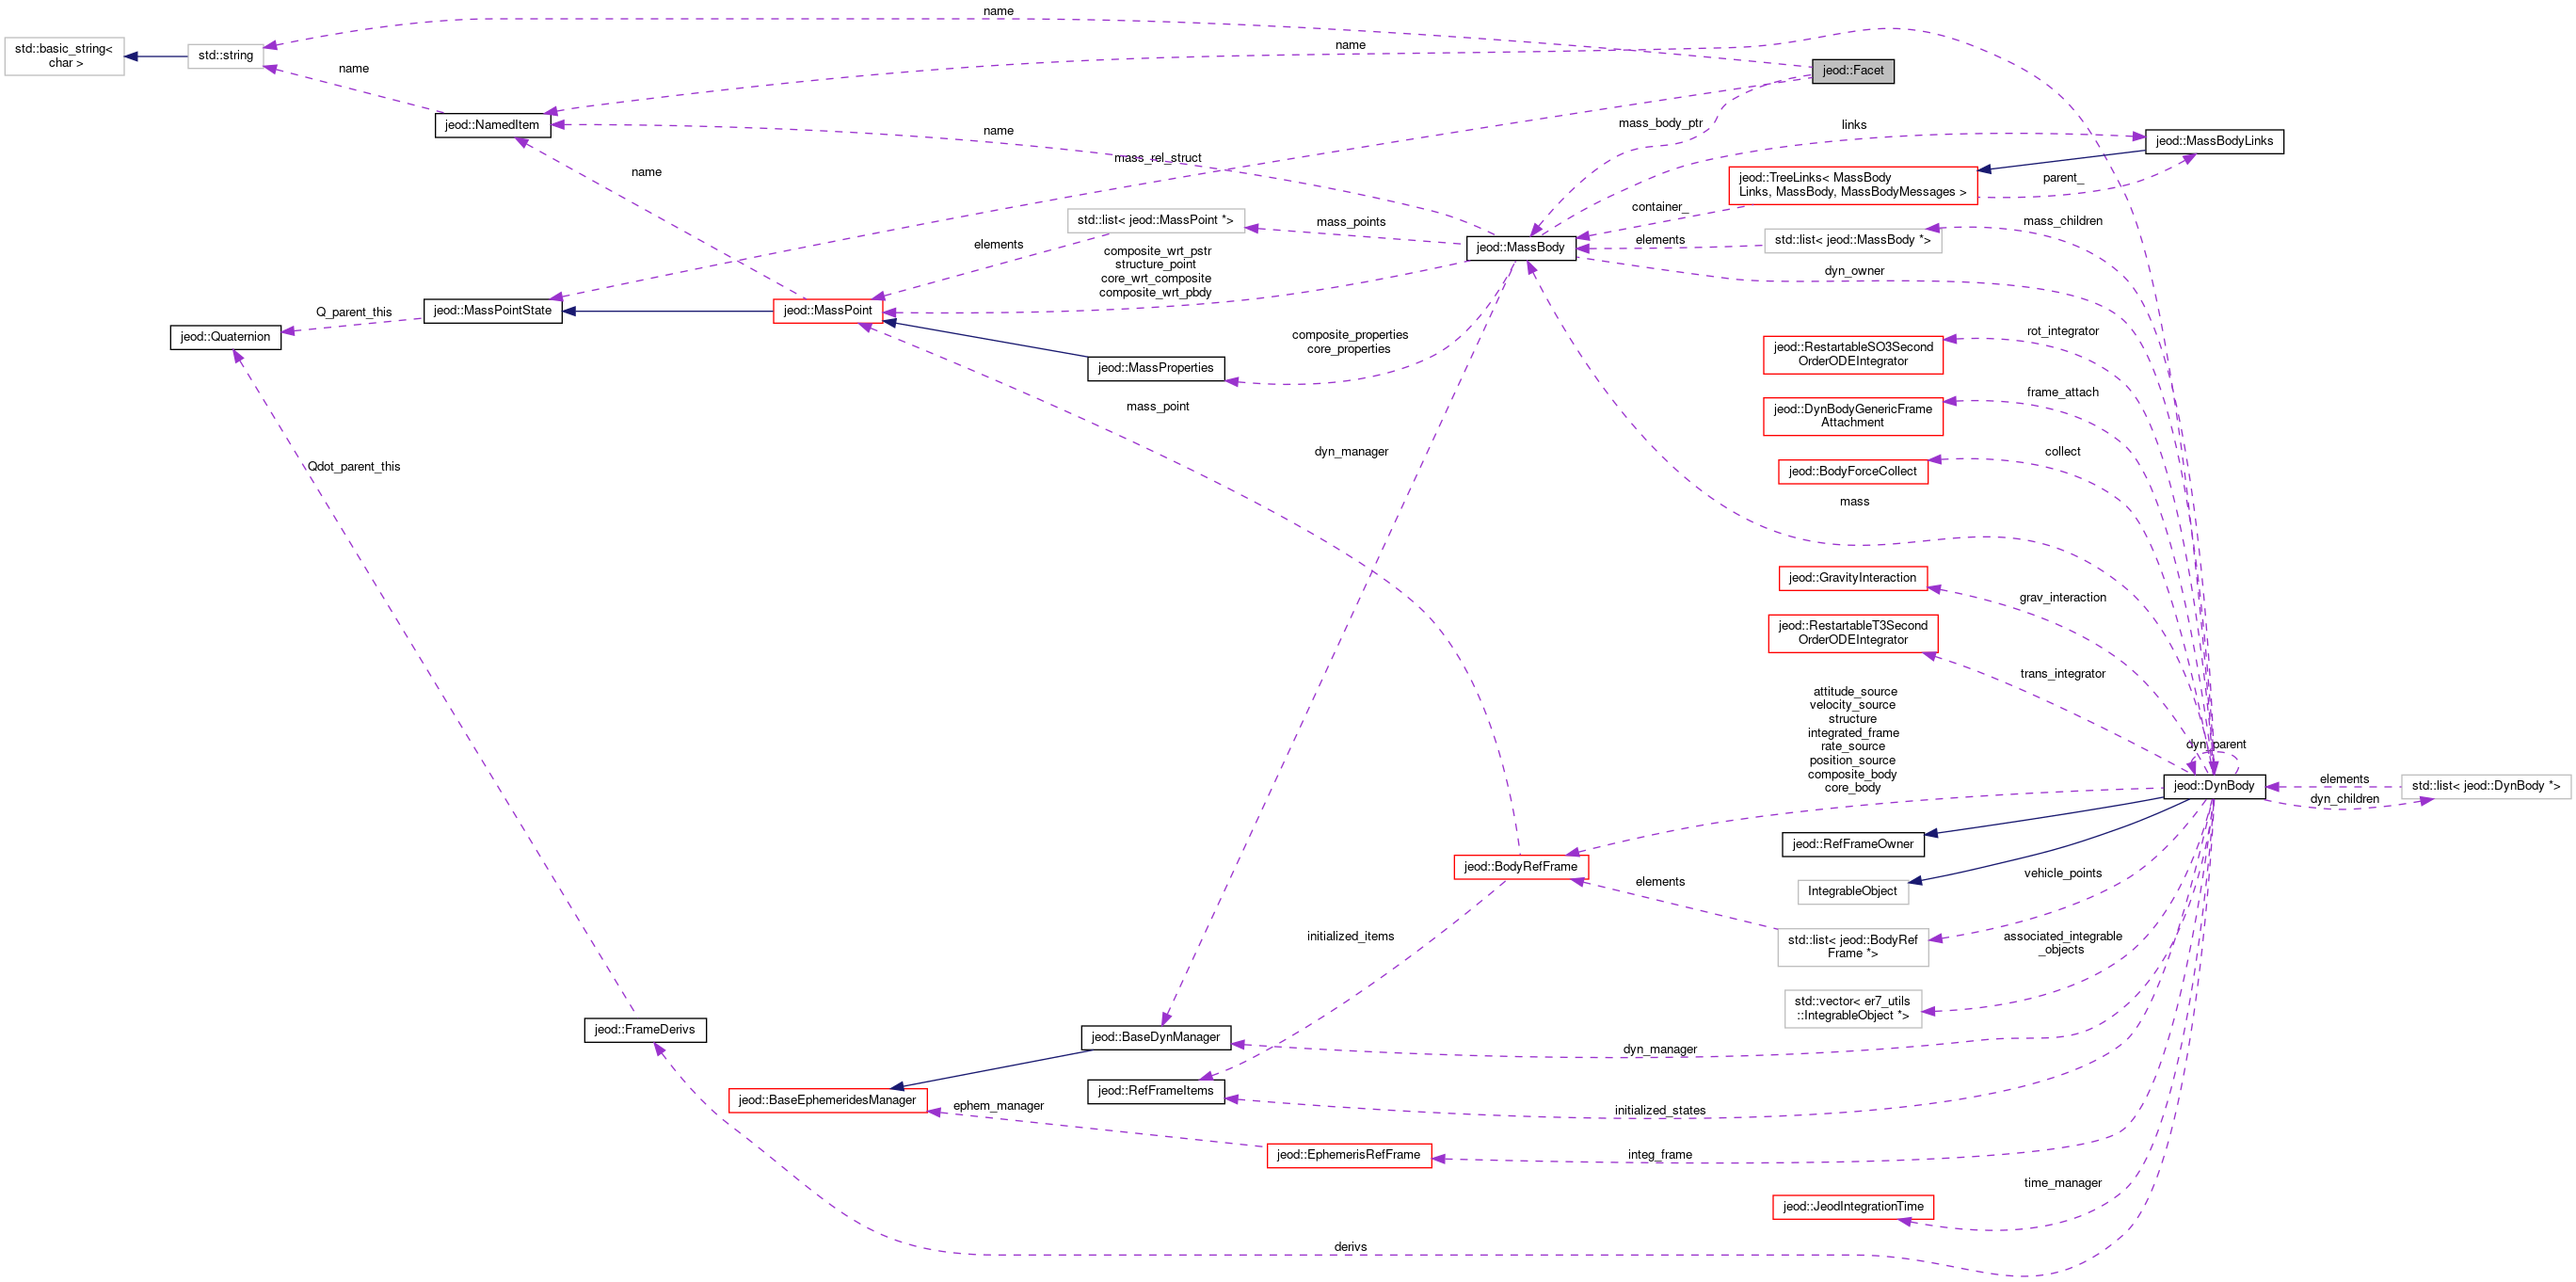 name
std::basic_string<
char >
std::string
name
name
jeod::Facet
jeod::NamedItem
name
mass_body_ptr
links
jeod::MassBodyLinks
mass_rel_struct
name
jeod::TreeLinks< MassBody
Links, MassBody, MassBodyMessages >
parent_
container_
std::list< jeod::MassPoint *>
mass_points
mass_children
elements
jeod::MassBody
elements
std::list< jeod::MassBody *>
composite_wrt_pstr
structure_point
core_wrt_composite
composite_wrt_pbdy
dyn_owner
Q_parent_this
jeod::MassPointState
jeod::MassPoint
jeod::Quaternion
composite_properties
core_properties
rot_integrator
jeod::RestartableSO3Second
OrderODEIntegrator
jeod::MassProperties
mass_point
frame_attach
jeod::DynBodyGenericFrame
Attachment
Qdot_parent_this
dyn_manager
collect
jeod::BodyForceCollect
mass
jeod::GravityInteraction
grav_interaction
jeod::RestartableT3Second
OrderODEIntegrator
trans_integrator
attitude_source
velocity_source
structure
integrated_frame
rate_source
position_source
composite_body
core_body
dyn_parent
jeod::DynBody
elements
dyn_children
std::list< jeod::DynBody *>
jeod::RefFrameOwner
jeod::BodyRefFrame
elements
IntegrableObject
vehicle_points
initialized_items
std::list< jeod::BodyRef
Frame *>
associated_integrable
_objects
std::vector< er7_utils
::IntegrableObject *>
jeod::FrameDerivs
jeod::BaseDynManager
dyn_manager
jeod::RefFrameItems
jeod::BaseEphemeridesManager
ephem_manager
initialized_states
jeod::EphemerisRefFrame
integ_frame
time_manager
jeod::JeodIntegrationTime
derivs